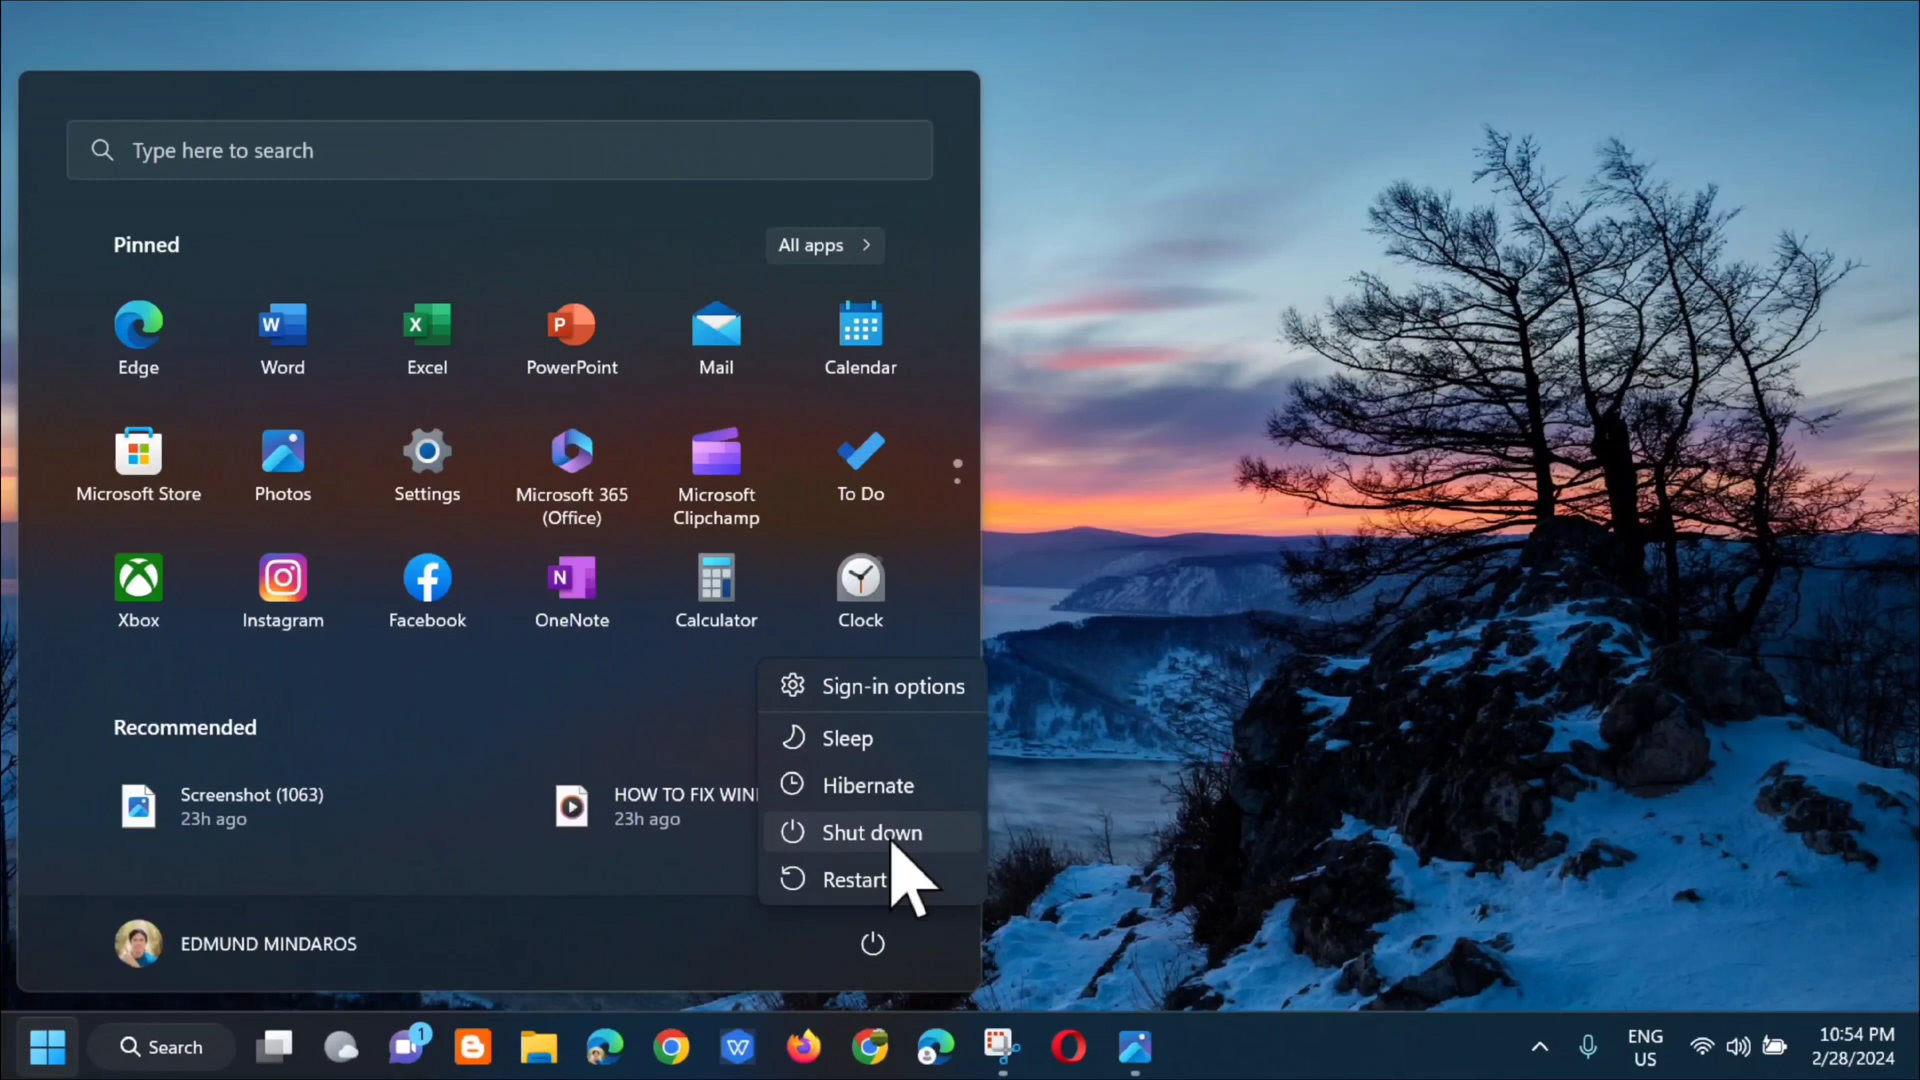 Type here to search
Pinned
All apps
Edge
Word
Excel
PowerPoint
Mail
Calendar
Microsoft Store
Photos
Settings
Microsoft 365
(Office)
Microsoft
Clipchamp
To Do
Xbox
Instagram
Facebook
OneNote
Calculator
Clock
Sign-in options
Sleep
Hibernate
Shut down
Restart
Recommended
Screenshot (1063)
23h ago
HOW TO FIX WIN
23h ago
EDMUND MINDAROS
Search
1
ENG
US
10:54 PM
2/28/2024